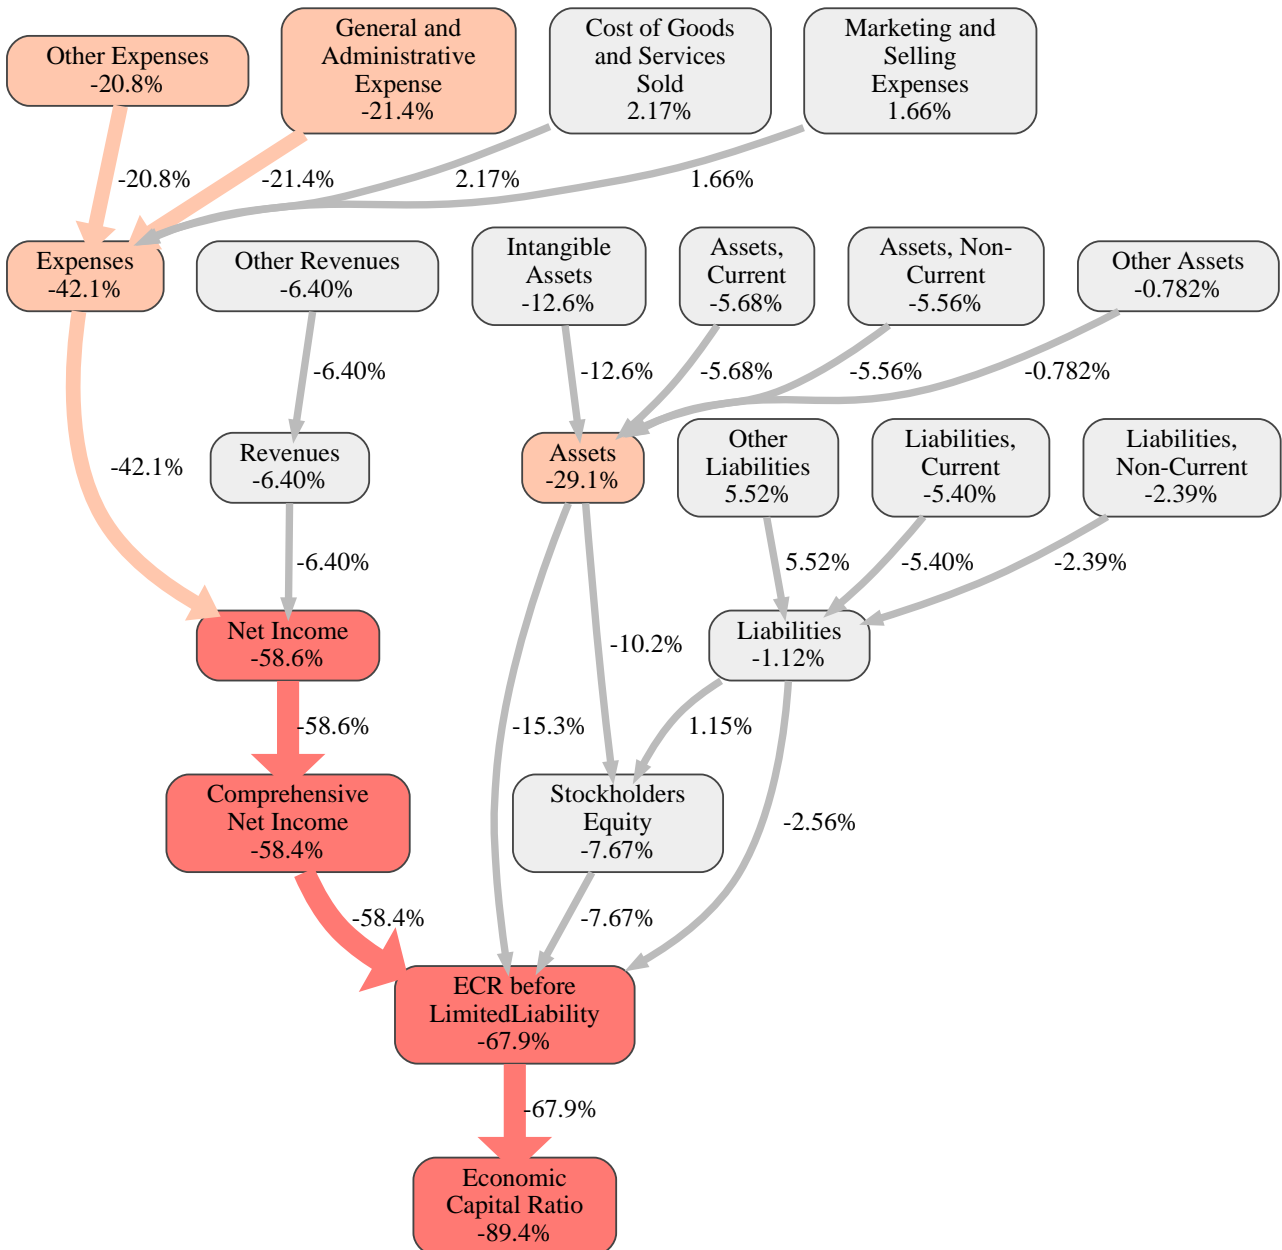 Other Expenses
-20.8%
General and
Administrative
Expense
-21.4%
Cost of Goods
and Services
Sold
2.17%
Marketing and
Selling
Expenses
1.66%
-20.8%
-21.4%
2.17%
1.66%
Expenses
-42.1%
Other Revenues
-6.40%
Intangible
Assets
-12.6%
Assets,
Current
-5.68%
Assets, Non-
Current
-5.56%
Other Assets
-0.782%
-6.40%
-12.6%
-5.68%
-5.56%
-0.782%
-42.1%
Revenues
-6.40%
Assets
-29.1%
Other
Liabilities
5.52%
Liabilities,
Current
-5.40%
Liabilities,
Non-Current
-2.39%
-6.40%
5.52%
-5.40%
-2.39%
Net Income
-58.6%
-10.2%
Liabilities
-1.12%
-58.6%
-15.3%
1.15%
Comprehensive
Net Income
-58.4%
Stockholders
Equity
-7.67%
-2.56%
-58.4%
-7.67%
ECR before
LimitedLiability
-67.9%
-67.9%
Economic
Capital Ratio
-89.4%